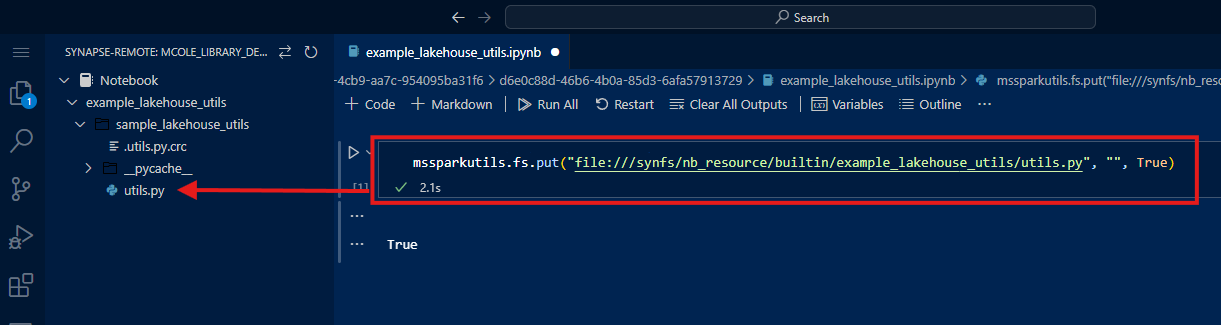 Search
SYNAPSE-REMOTE: MCOLE_LIBRARY_DE...
example_lakehouse_utils.ipynb
1
Notebook
example_lakehouse_utils
sample_lakehouse_utils
.utils.py.crc
__pycache__
utils.py
-4cb9-aa7c-954095ba31f6 > d6e0c88d-46b6-4b0a-85d3-6afa57913729 > example_lakehouse_utils.ipynb > mssparkutils.fs.put("file:///synfs/nb_reso
+ Code + Markdown Run All Restart Clear All Outputs Variables Outline ...
mssparkutils.fs.put("file:///synfs/nb_resource/builtin/example_lakehouse_utils/utils.py", "", True)
[1] ✓ 2.1s
...
... True